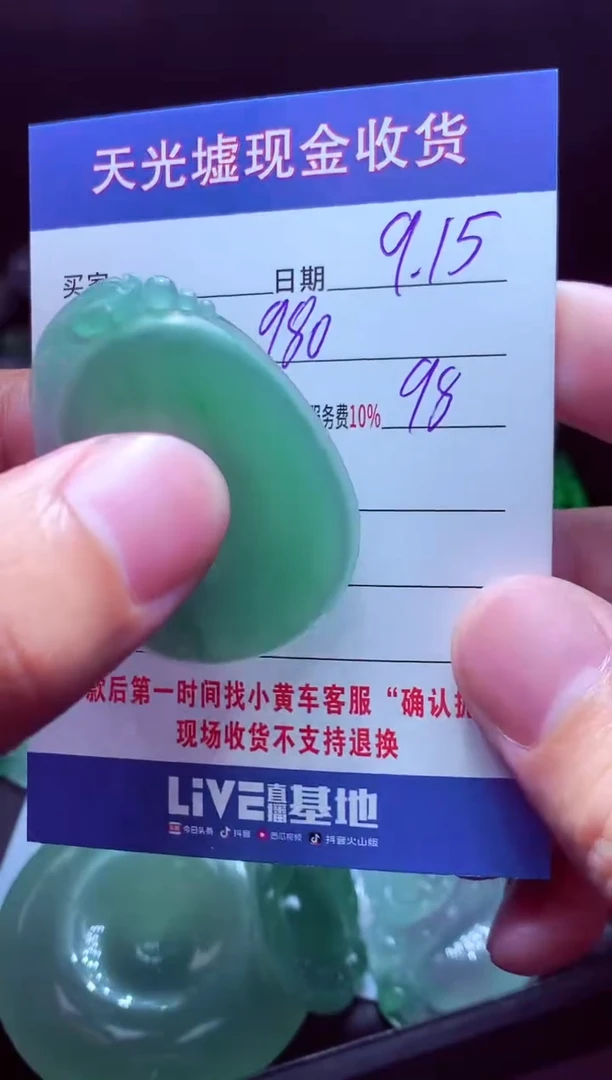 天光墟现金收货
买家 日期 9.15
980
服务费10% 98
款后第一时间找小黄车客服“确认
现场收货不支持退换
LiVE直播基地
今日头条 抖音 西瓜视频 抖音火山版